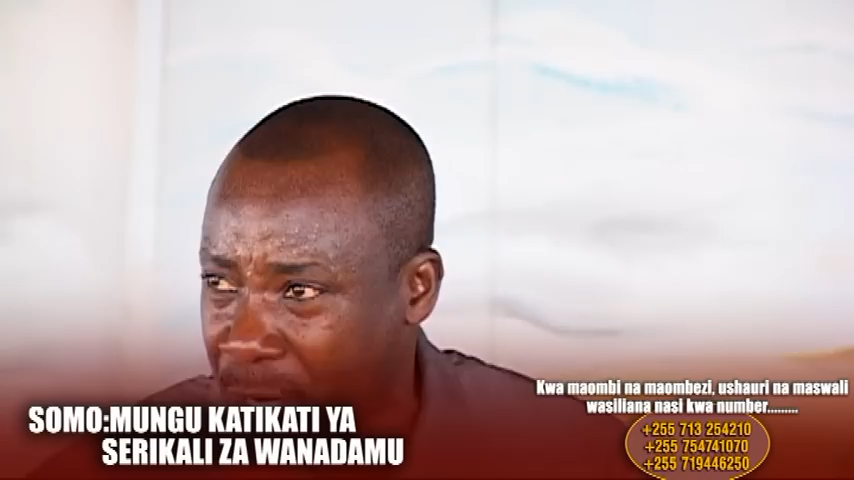 SOMO:MUNGU KATIKATI YA
SERIKALI ZA WANADAMU
Kwa maombi na maombezi, ushauri na maswali
wasiliana nasi kwa number.........
+255 713 254210
+255 754741070
+255 719446250